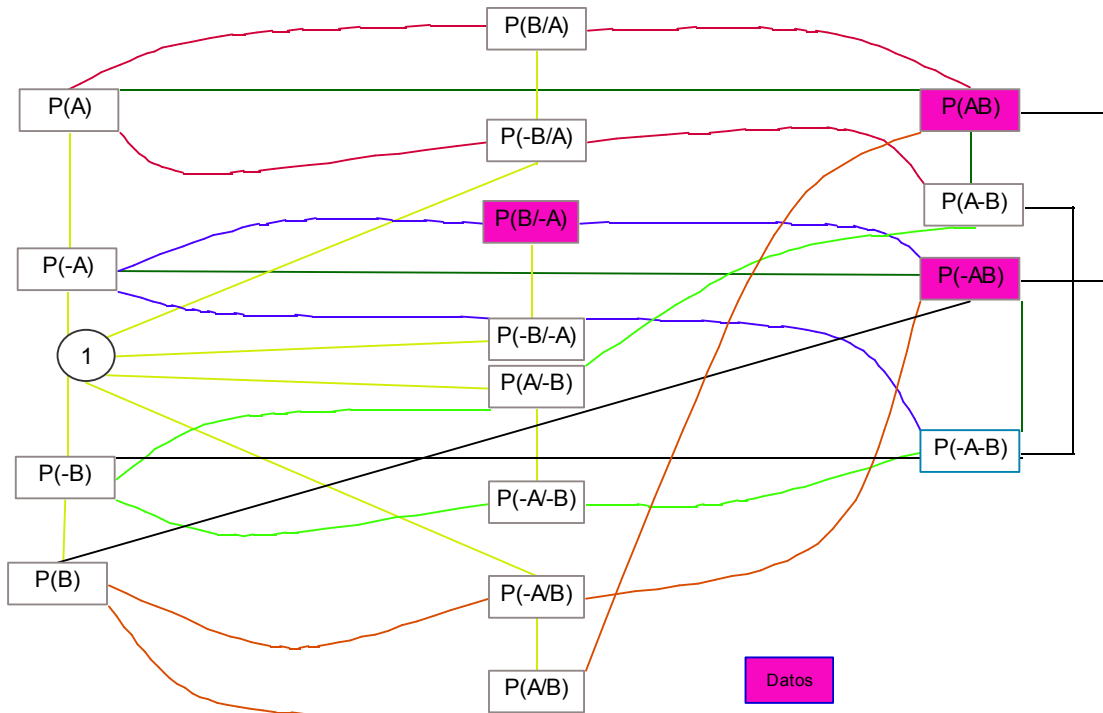 P(B/A)
P(A)
P(AB)
P(-B/A)
P(A-B)
P(B/-A)
P(-A)
P(-AB)
P(-B/-A)
1
P(A/-B)
P(-A-B)
P(-B)
P(-A/-B)
P(B)
P(-A/B)
P(A/B)
Datos